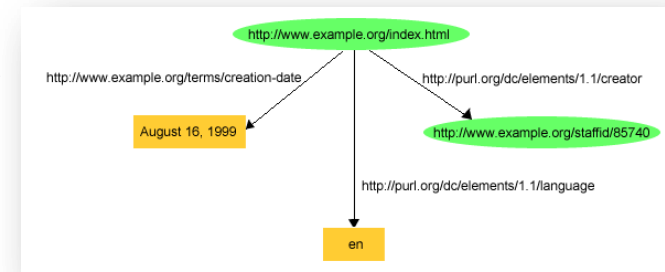 http://www.example.org/index.html
http://www.example.org/terms/creation-date
http://purl.org/dc/elements/1.1/creator
August 16, 1999
http://www.example.org/staffid/85740
http://purl.org/dc/elements/1.1/language
en